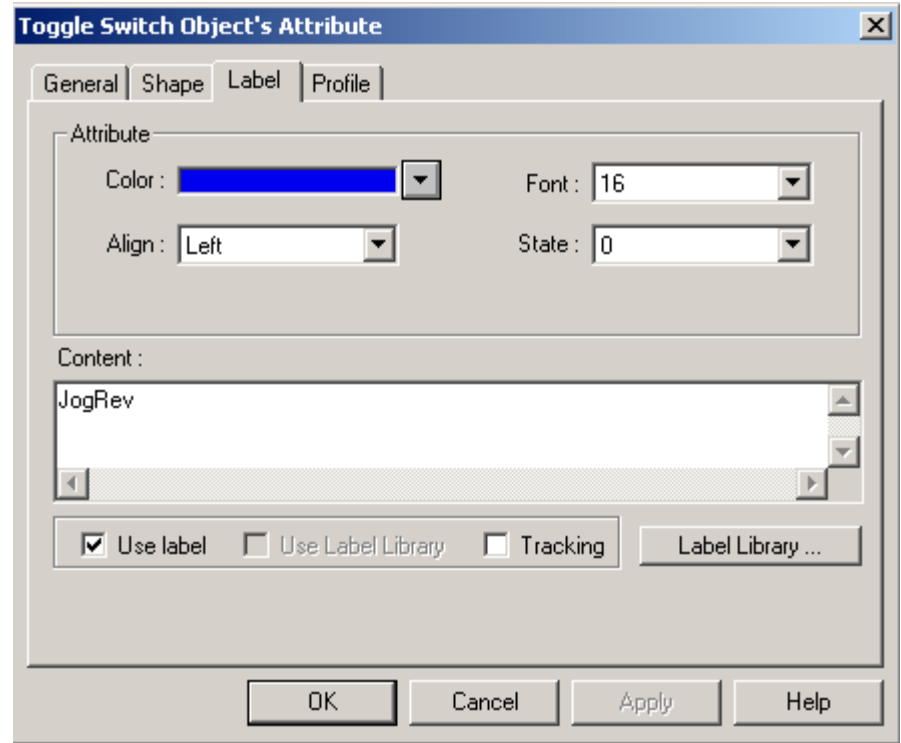 Toggle Switch Object's Attribute
General Shape Label Profile
Attribute
Color : Font : 16
Align : Left State : 0
Content :
JogRev
Use label Use Label Library Tracking Label Library ...
OK Cancel Apply Help